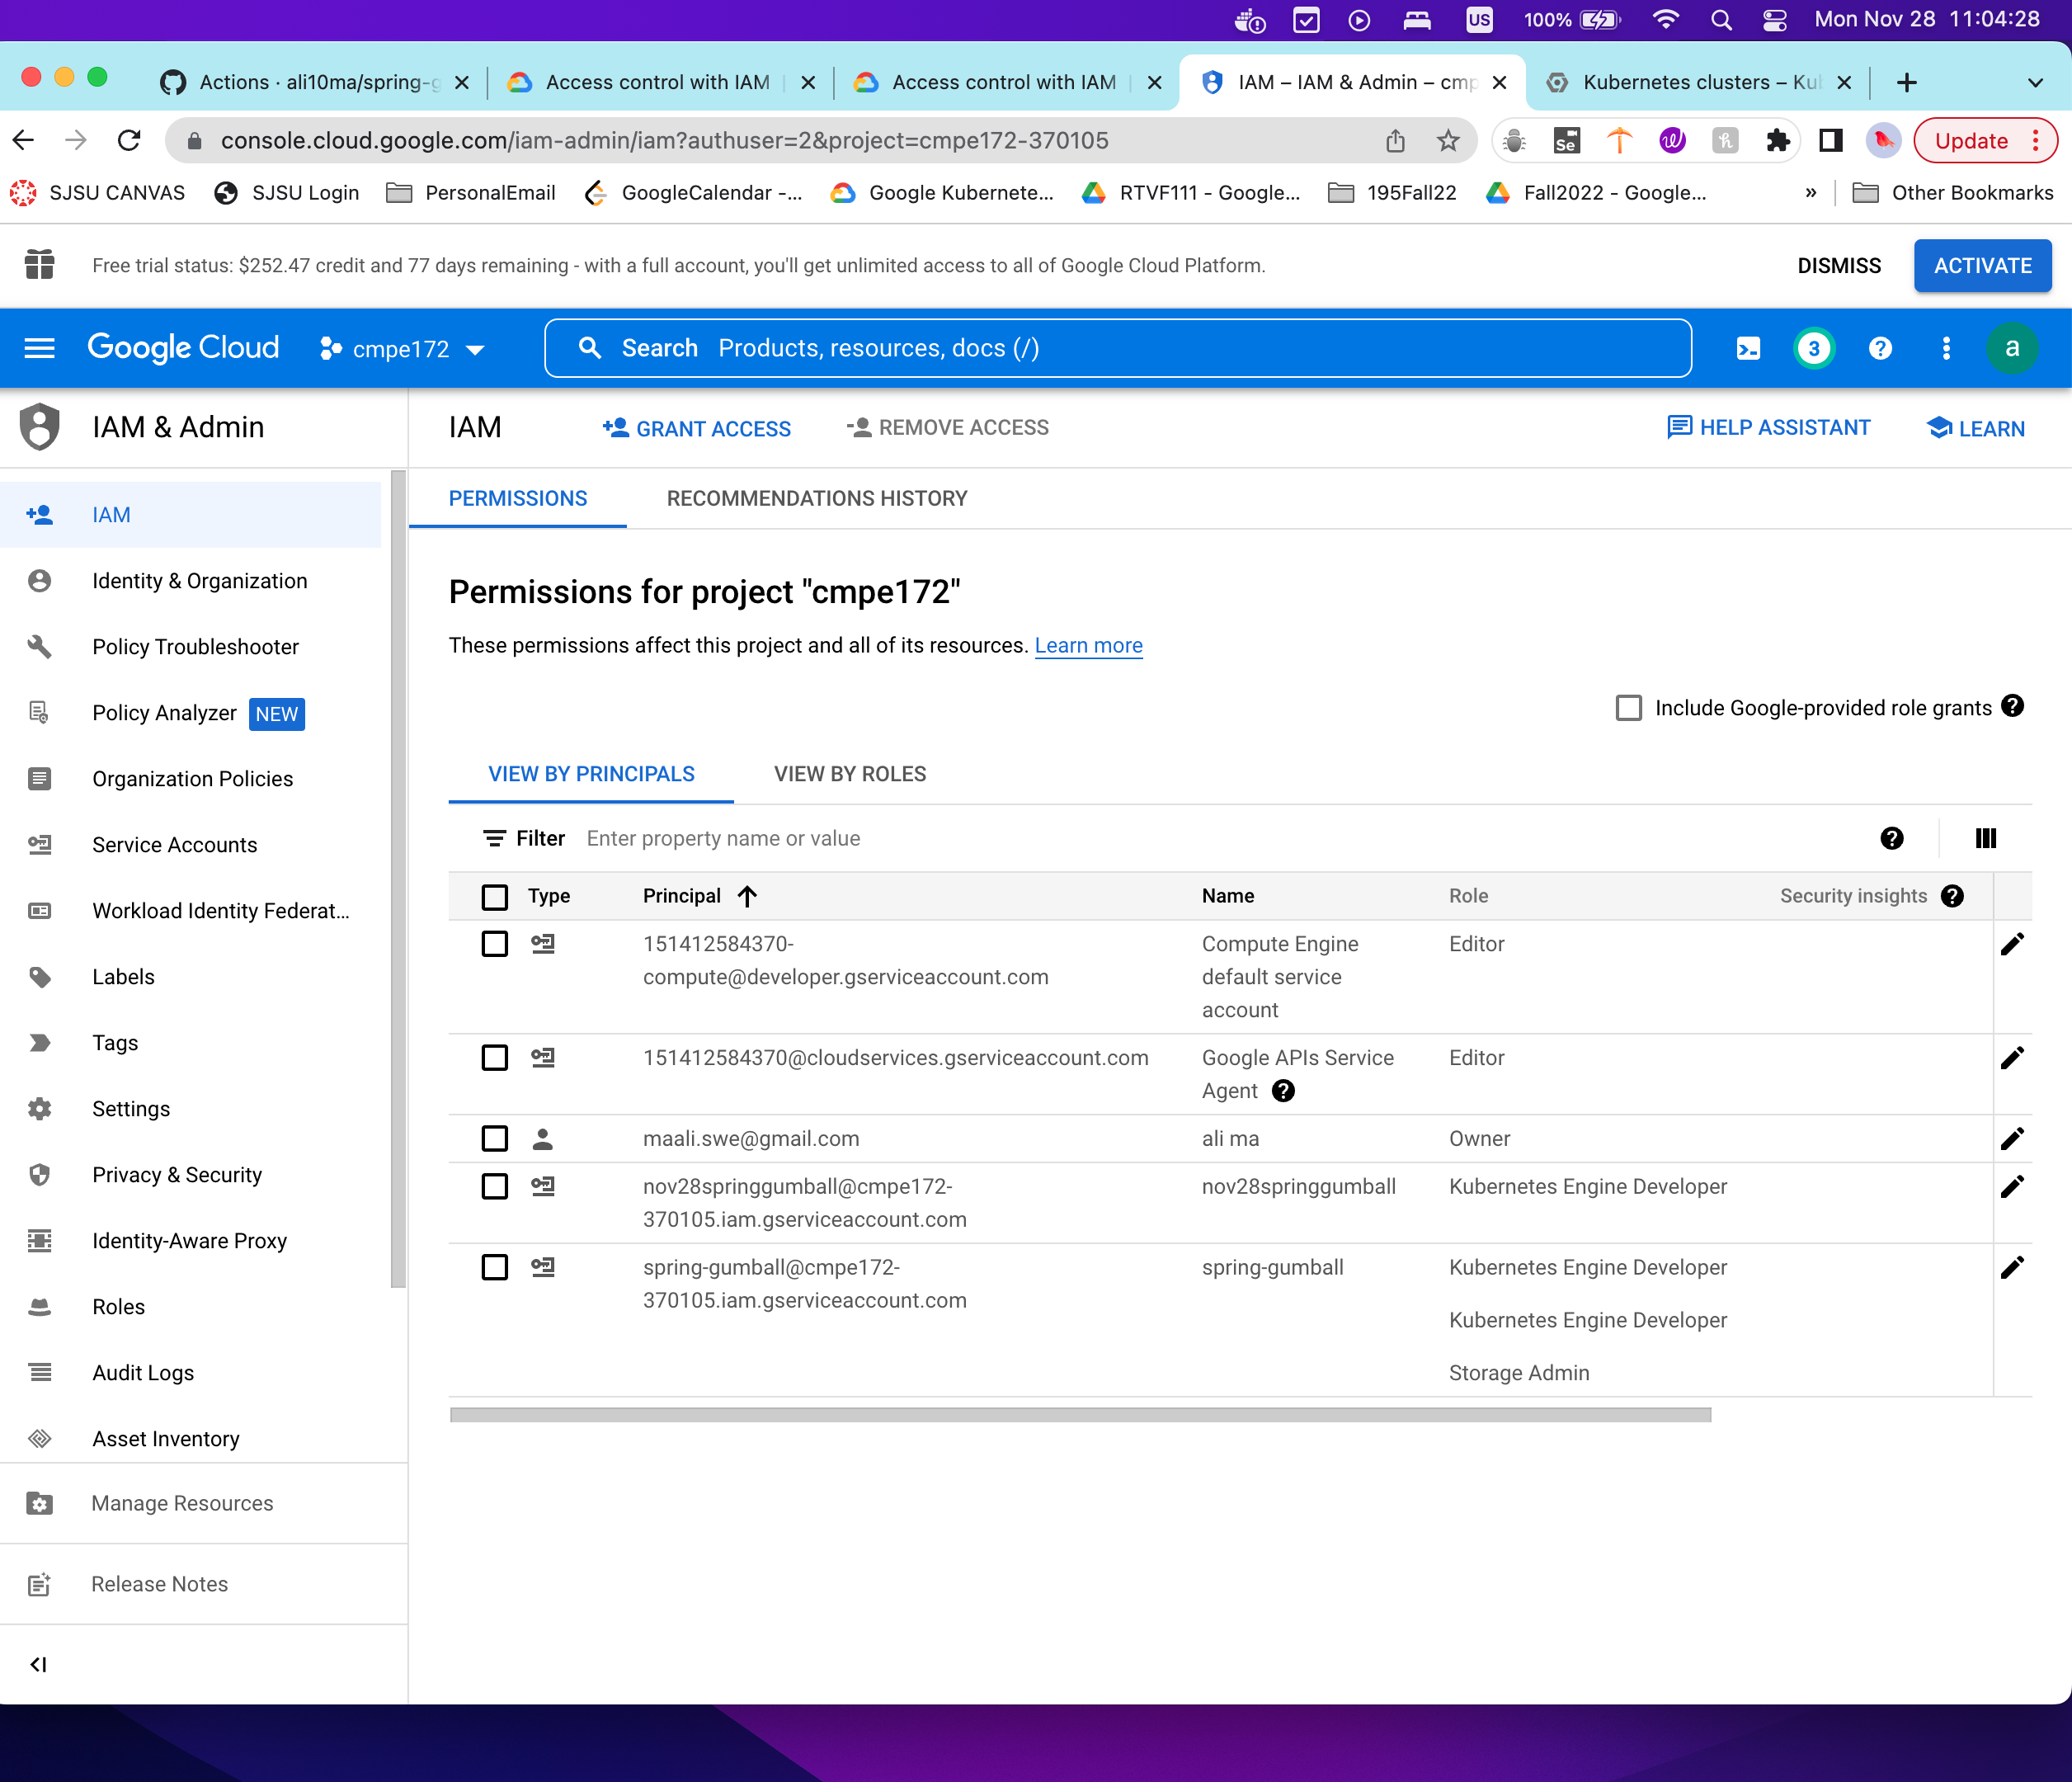 US 100% Mon Nov 28 11:04:28
Actions · ali10ma/spring-g
Access control with IAM
Access control with IAM
IAM – IAM & Admin – cmp
Kubernetes clusters – Ku
console.cloud.google.com/iam-admin/iam?authuser=2&project=cmpe172-370105
Se
Update
SJSU CANVAS
SJSU Login
PersonalEmail
GoogleCalendar -...
Google Kubernete...
RTVF111 - Google...
195Fall22
Fall2022 - Google...
»
Other Bookmarks
Free trial status: $252.47 credit and 77 days remaining - with a full account, you'll get unlimited access to all of Google Cloud Platform.
DISMISS
ACTIVATE
Google Cloud
cmpe172
Search Products, resources, docs (/)
3
a
IAM & Admin
IAM
GRANT ACCESS
REMOVE ACCESS
HELP ASSISTANT
LEARN
IAM
Identity & Organization
Policy Troubleshooter
Policy Analyzer NEW
Organization Policies
Service Accounts
Workload Identity Federat...
Labels
Tags
Settings
Privacy & Security
Identity-Aware Proxy
Roles
Audit Logs
Asset Inventory
Manage Resources
Release Notes
PERMISSIONS
RECOMMENDATIONS HISTORY
Permissions for project "cmpe172"
These permissions affect this project and all of its resources. Learn more
Include Google-provided role grants
VIEW BY PRINCIPALS
VIEW BY ROLES
Filter Enter property name or value
Type Principal Name Role Security insights
151412584370-
compute@developer.gserviceaccount.com
Compute Engine
default service
account
Editor
151412584370@cloudservices.gserviceaccount.com
Google APIs Service
Agent
Editor
maali.swe@gmail.com
ali ma
Owner
nov28springgumball@cmpe172-
370105.iam.gserviceaccount.com
nov28springgumball
Kubernetes Engine Developer
spring-gumball@cmpe172-
370105.iam.gserviceaccount.com
spring-gumball
Kubernetes Engine Developer
Kubernetes Engine Developer
Storage Admin